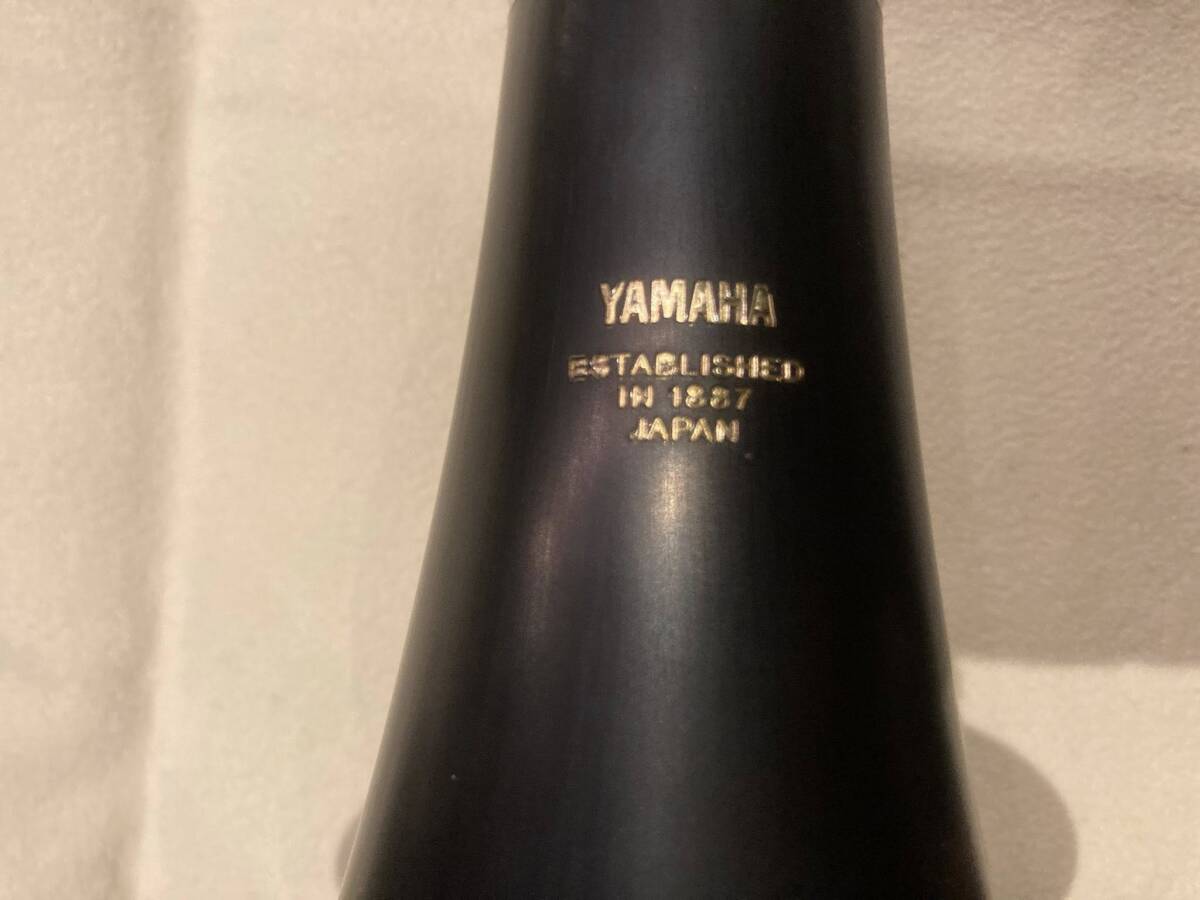 YAMAHA
ESTABLISHED
IN 1887
JAPAN